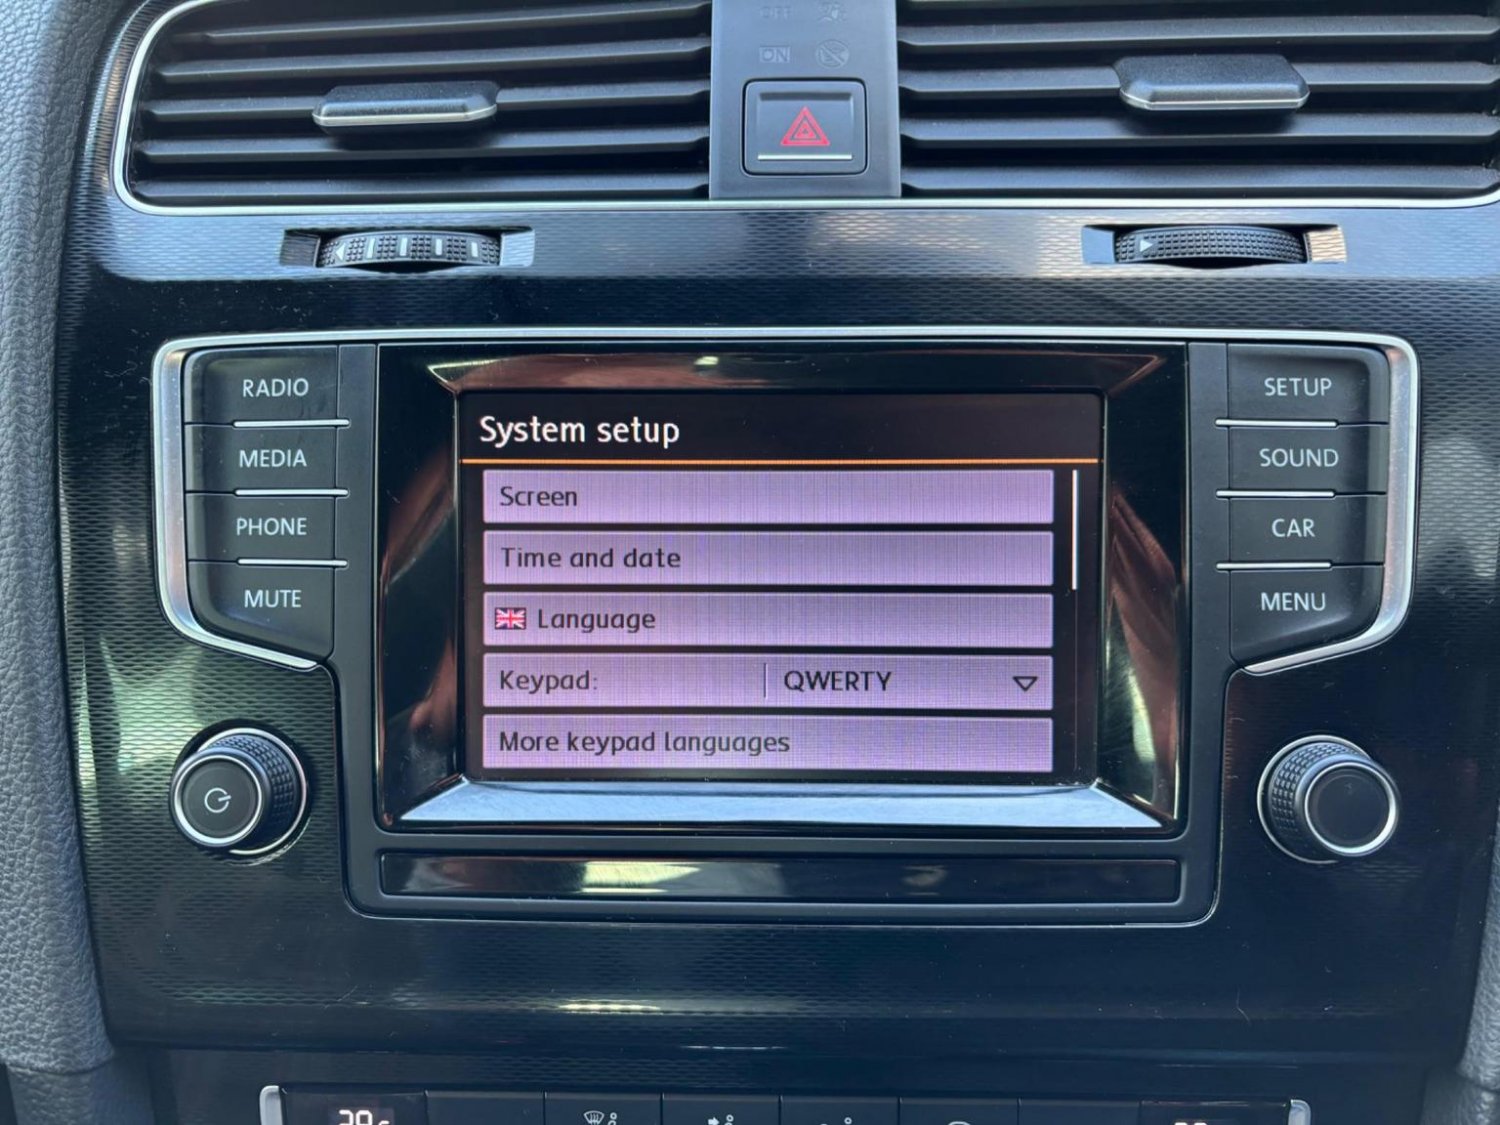 OFF
ON
RADIO
MEDIA
PHONE
MUTE
System setup
Screen
Time and date
Language
Keypad: QWERTY
More keypad languages
SETUP
SOUND
CAR
MENU